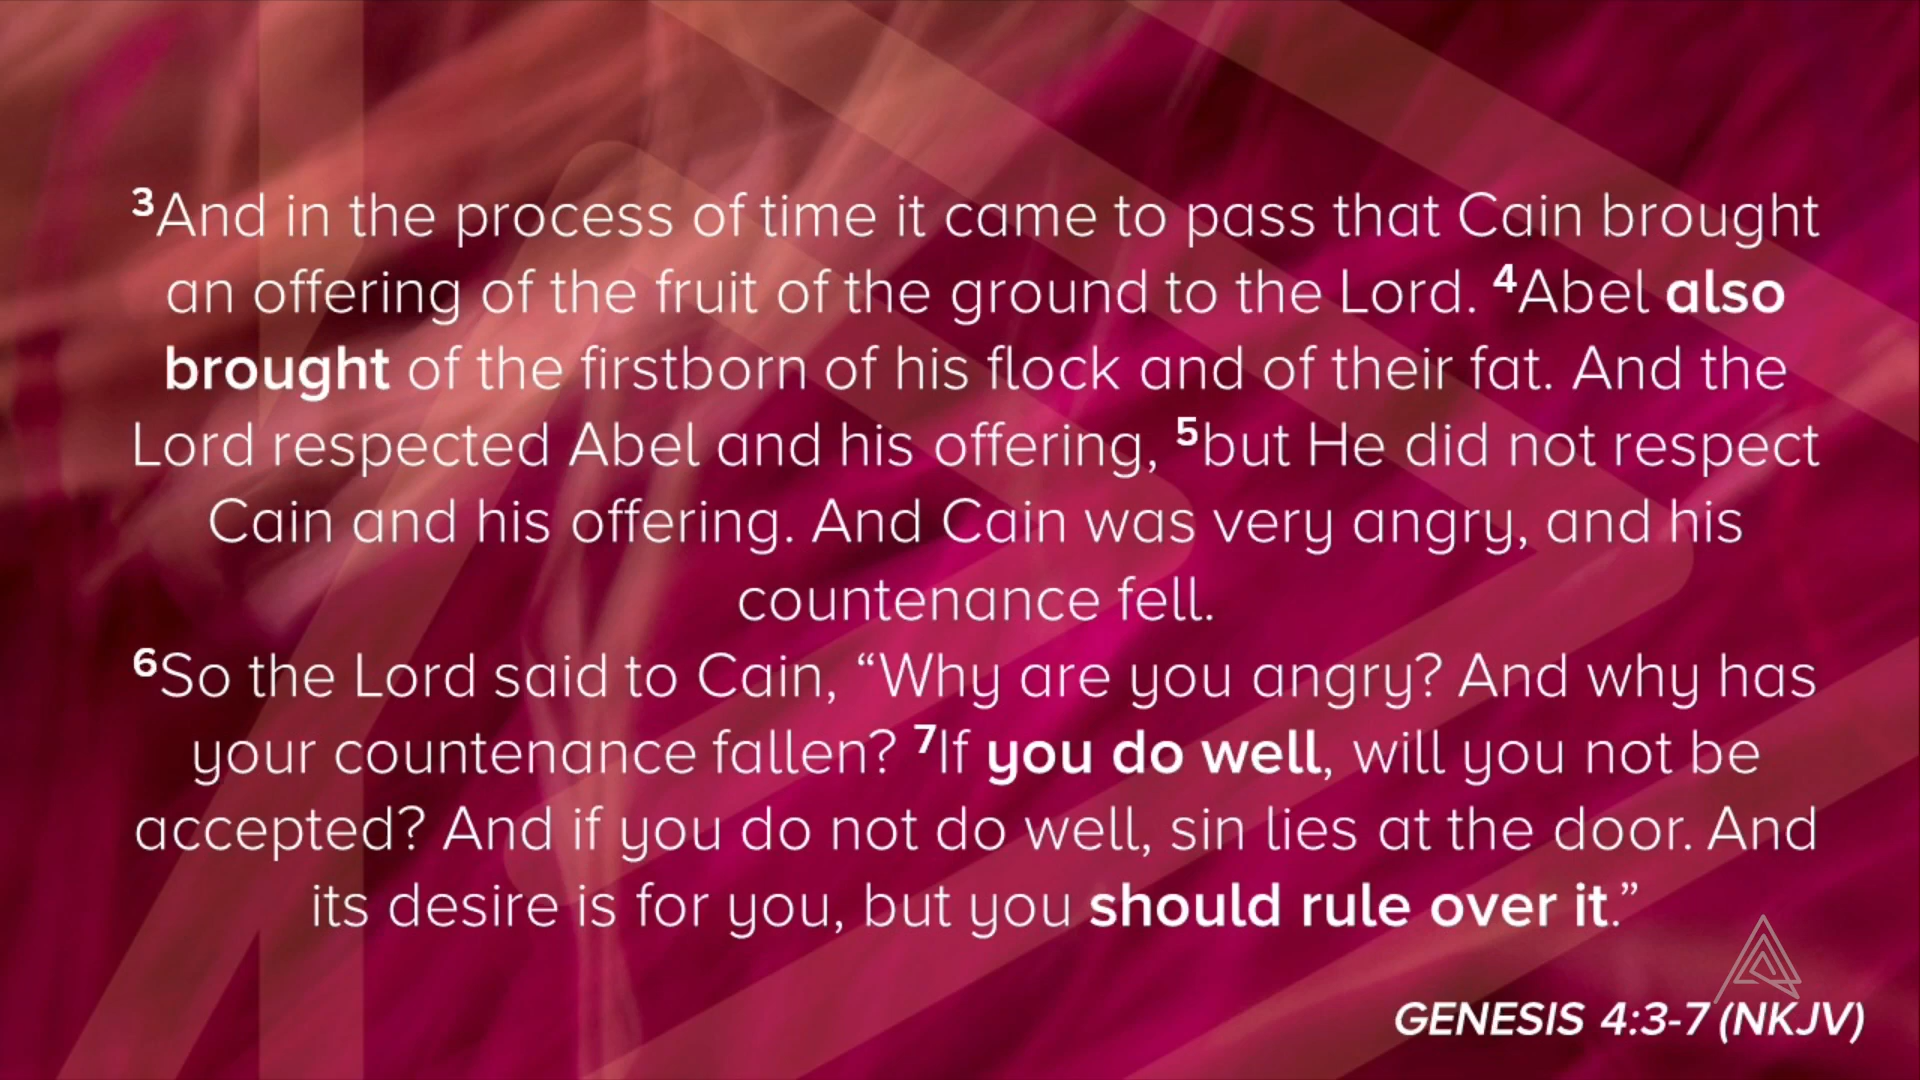 ³And in the process of time it came to pass that Cain brought
an offering of the fruit of the ground to the Lord. ⁴Abel also
brought of the firstborn of his flock and of their fat. And the
Lord respected Abel and his offering, ⁵but He did not respect
Cain and his offering. And Cain was very angry, and his
countenance fell.
⁶So the Lord said to Cain, “Why are you angry? And why has
your countenance fallen? ⁷If you do well, will you not be
accepted? And if you do not do well, sin lies at the door. And
its desire is for you, but you should rule over it.”
GENESIS 4:3-7 (NKJV)